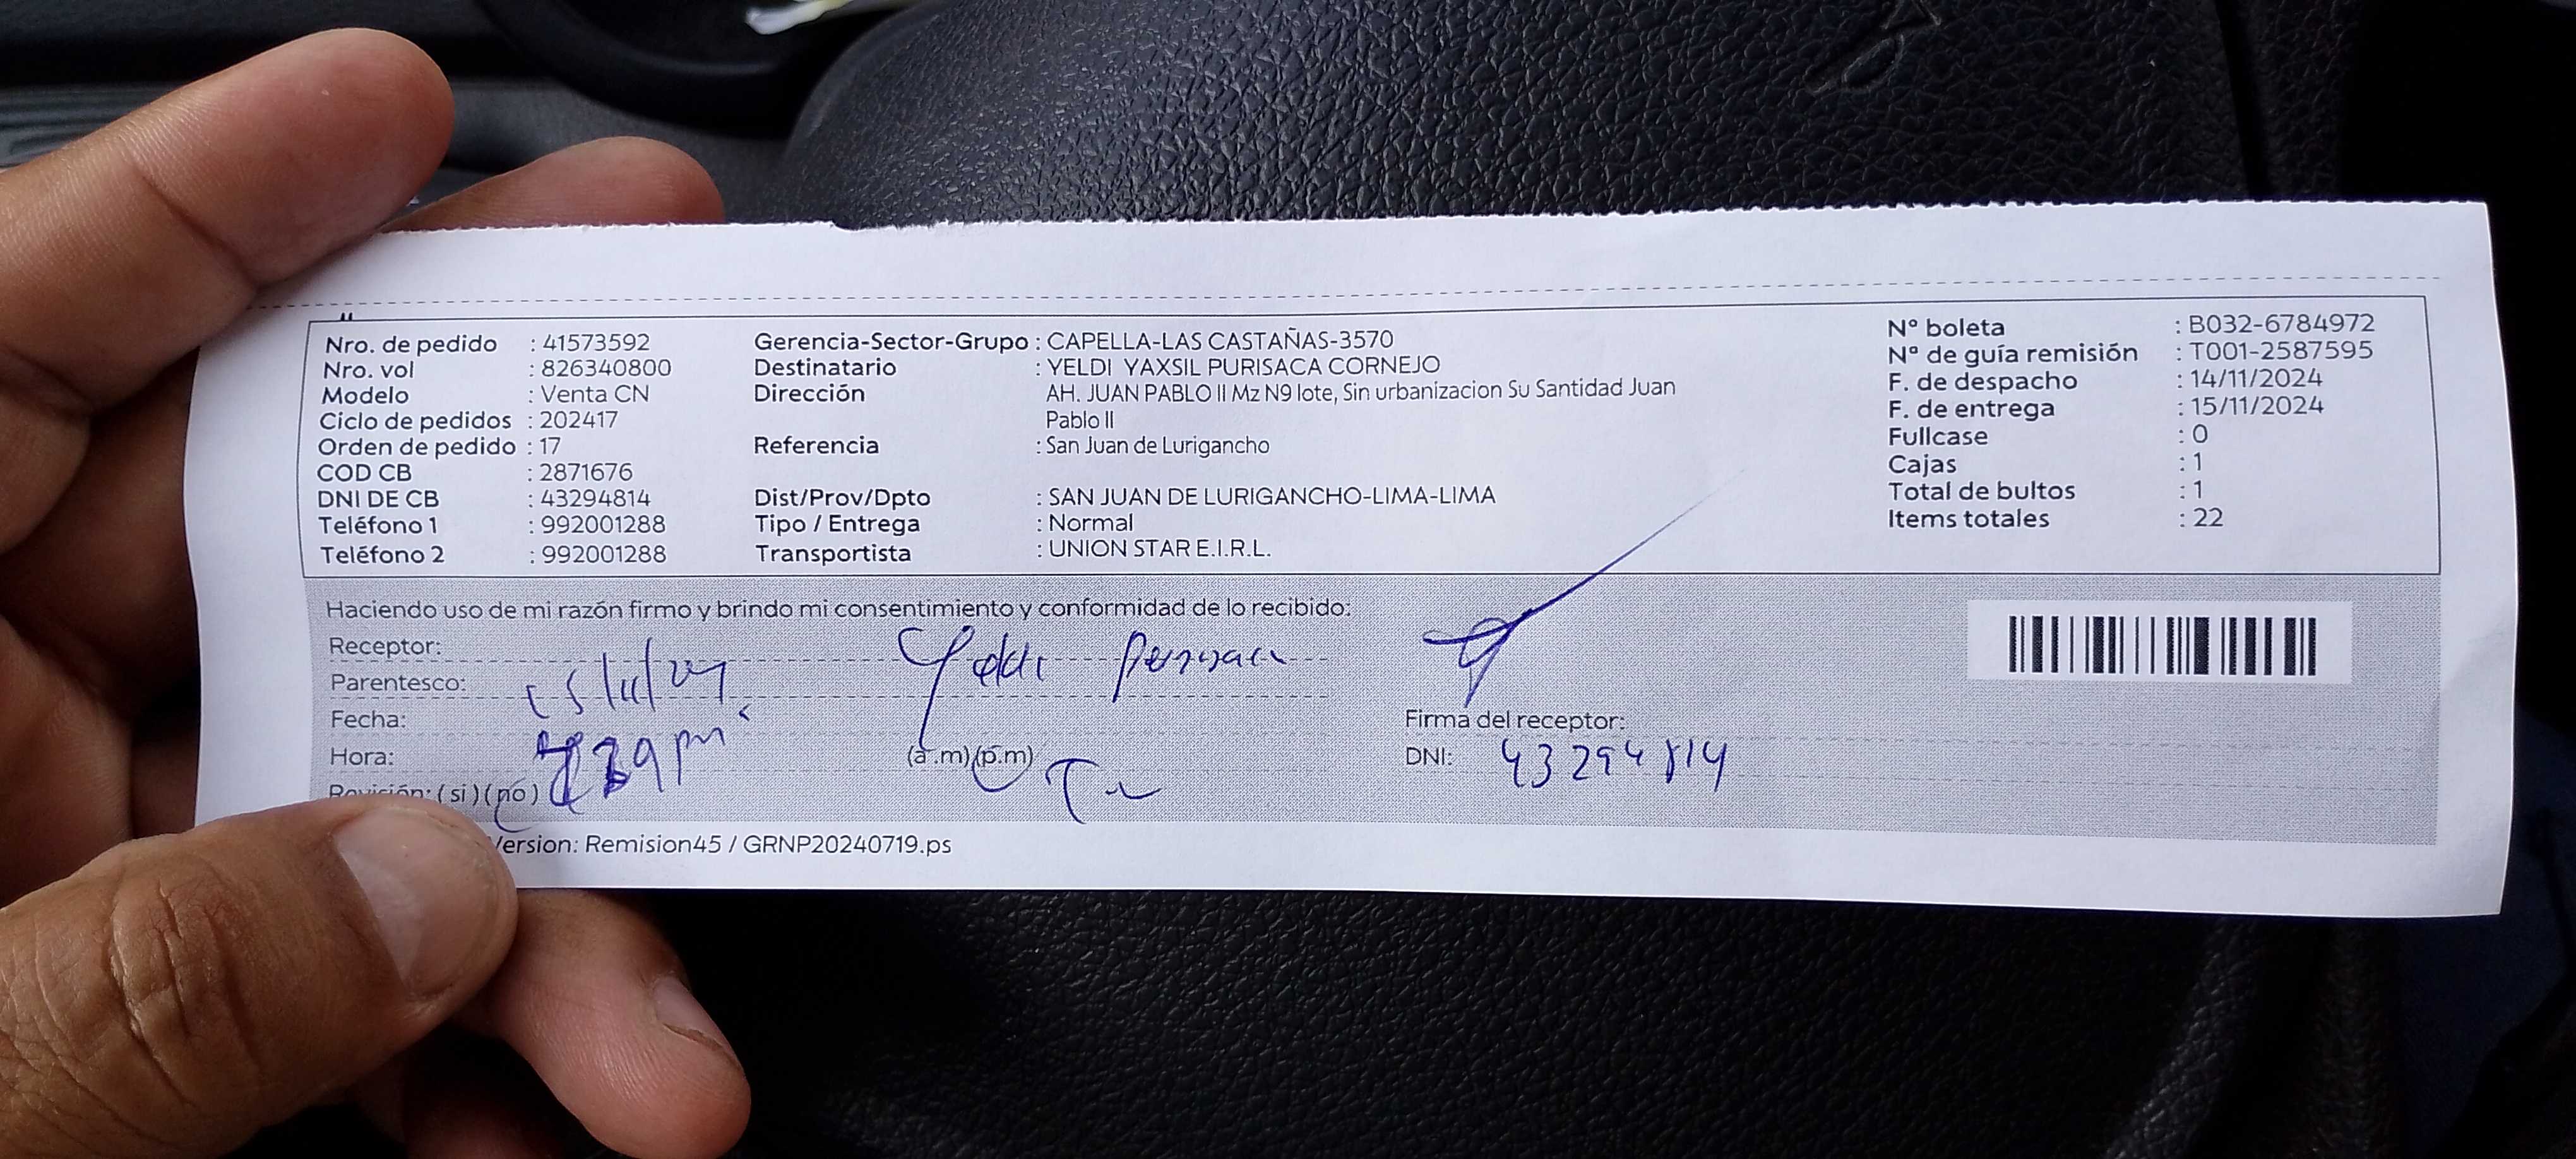 Nro. de pedido : 41573592
Nro. vol : 826340800
Modelo : Venta CN
Ciclo de pedidos : 202417
Orden de pedido : 17
COD CB : 2871676
DNI DE CB : 43294814
Teléfono 1 : 992001288
Teléfono 2 : 992001288
Gerencia-Sector-Grupo : CAPELLA-LAS CASTAÑAS-3570
Destinatario : YELDI YAXSIL PURISACA CORNEJO
Dirección : AH. JUAN PABLO II Mz N9 lote, Sin urbanizacion Su Santidad Juan
Pablo II
Referencia : San Juan de Lurigancho
Dist/Prov/Dpto : SAN JUAN DE LURIGANCHO-LIMA-LIMA
Tipo / Entrega : Normal
Transportista : UNION STAR E.I.R.L.
Nº boleta : B032-6784972
Nª de guía remisión : T001-2587595
F. de despacho : 14/11/2024
F. de entrega : 15/11/2024
Fullcase : 0
Cajas : 1
Total de bultos : 1
Items totales : 22
Haciendo uso de mi razón firmo y brindo mi consentimiento y conformidad de lo recibido:
Receptor:
Parentesco: 15/11/24
Fecha:
Hora: (a.m)(p.m)
Revisión: (si)(no)
Firma del receptor:
DNI: 43294814
Version: Remision45 / GRNP20240719.ps